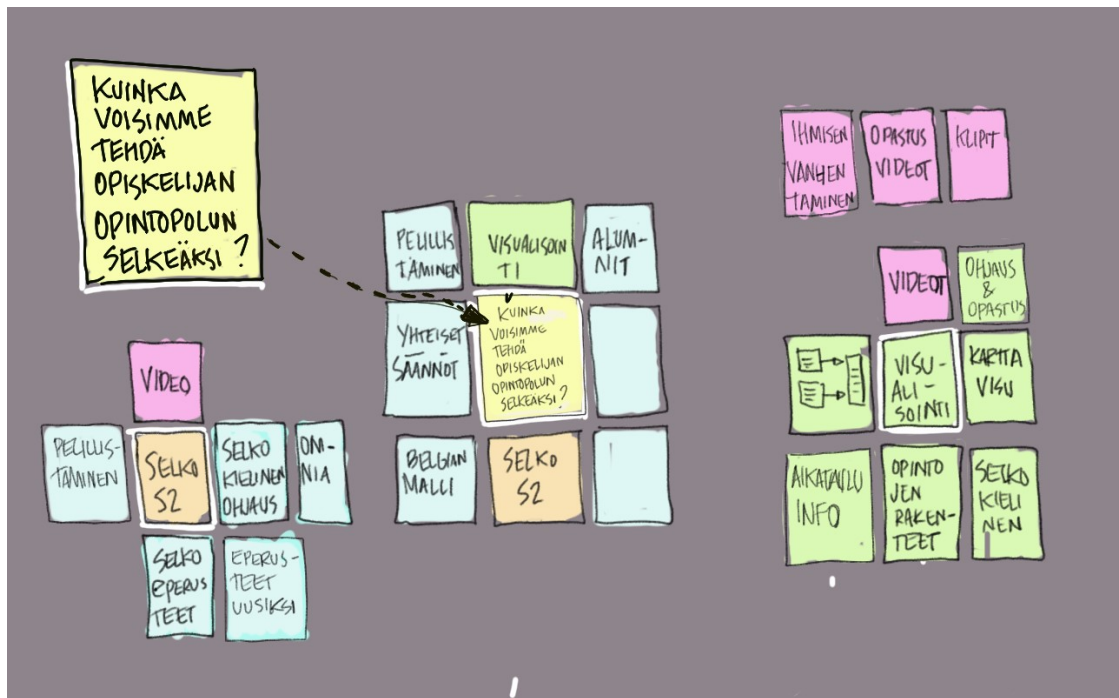 KUINKA
VOISIMME
TEHDÄ
OPISKELIJAN
OPINTOPOLUN
SELKEÄKSI?
VIDEO
PELILLIS-
TÄMINEN
SELKO
S2
SELKO
KIELINEN
OHJAUS
OM-
NIA
SELKO
EPERUS
TEET
EPERUS-
TEET
UUSIKSI
PELILLIS
TÄMINEN
VISUALISOIN
TI
ALUM-
NIT
YHTEISET
SÄÄNNÖT
KUINKA
VOISIMME
TEHDÄ
OPISKELIJAN
OPINTOPOLUN
SELKEÄKSI?
BELGIAN
MALLI
SELKO
S2
IHMISEN
VANHEN
TAMINEN
OPASTUS
VIDEOT
KLIPIT
VIDEOT
OHJAUS
&
OPASTUS
VISU-
ALI-
SOINTI
KARTTA
VISU
AIKATAULU
INFO
OPINTO
JEN
RAKEN-
TEET
SELKO
KIELI
NEN